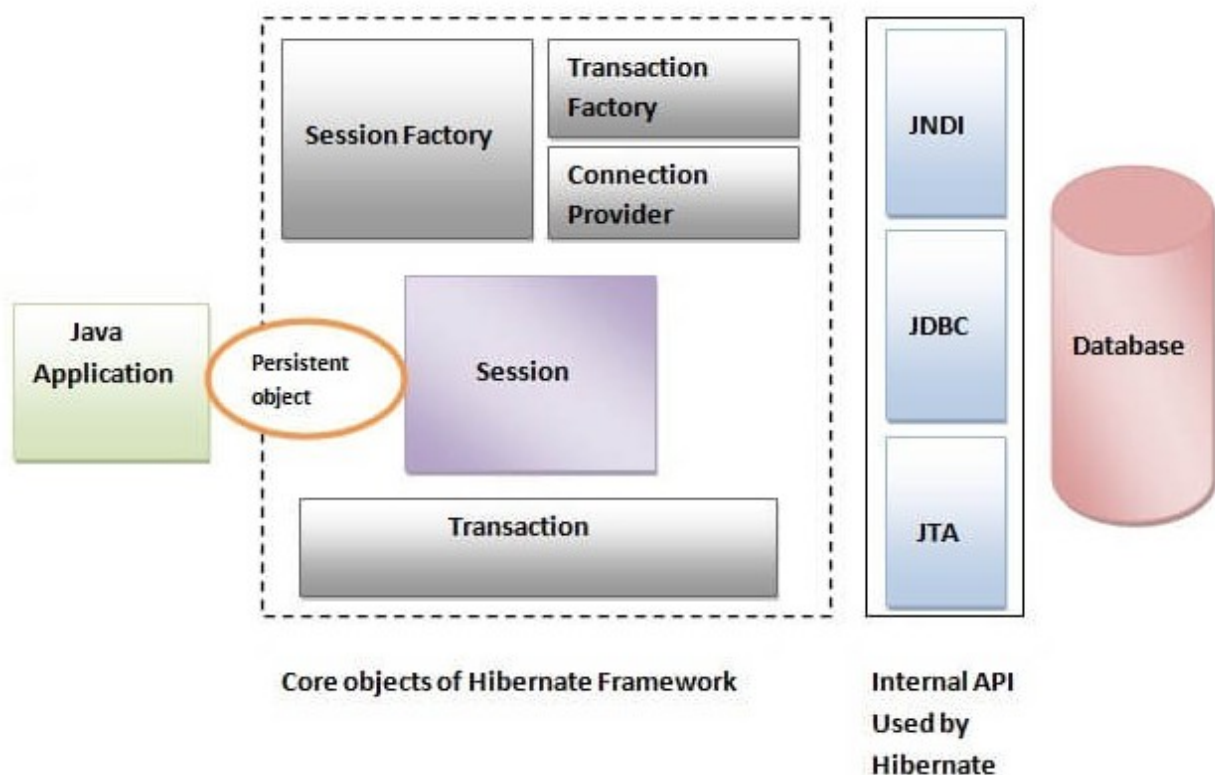 Session Factory
Transaction
Factory
Connection
Provider
JNDI
Java
Application
Persistent
object
Session
JDBC
Database
Transaction
JTA
Core objects of Hibernate Framework
Internal API
Used by
Hibernate